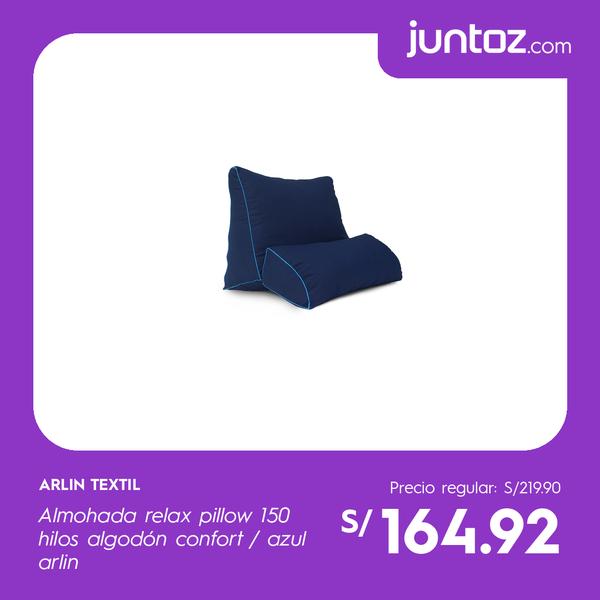 juntoz.com
ARLIN TEXTIL
Almohada relax pillow 150
hilos algodón confort / azul
arlin
Precio regular: S/219.90
S/ 164.92